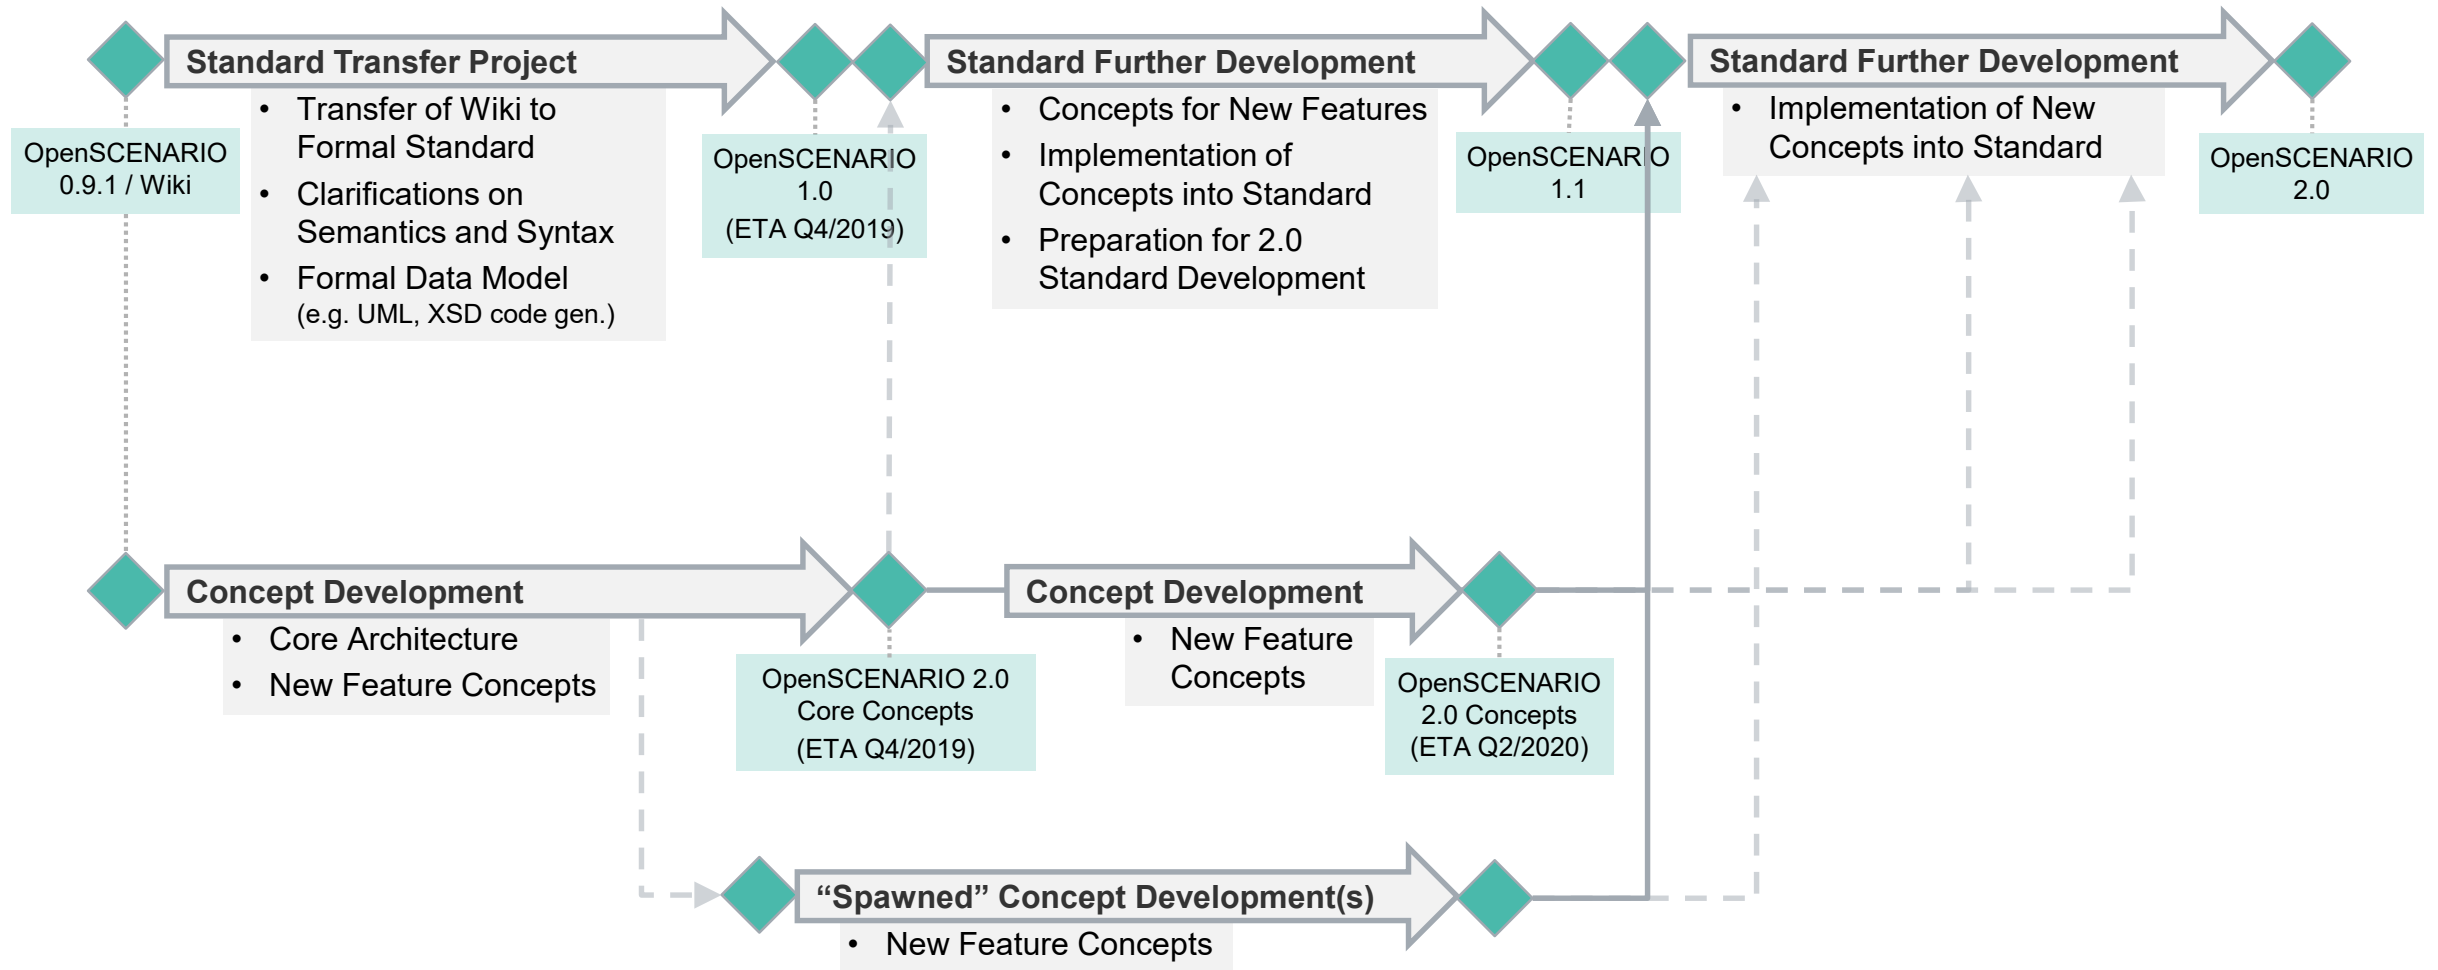 Standard Transfer Project
• Transfer of Wiki to
Formal Standard
• Clarifications on
Semantics and Syntax
• Formal Data Model
(e.g. UML, XSD code gen.)
OpenSCENARIO
0.9.1 / Wiki
OpenSCENARIO
1.0
(ETA Q4/2019)
Standard Further Development
• Concepts for New Features
• Implementation of
Concepts into Standard
• Preparation for 2.0
Standard Development
OpenSCENARIO
1.1
Standard Further Development
• Implementation of New
Concepts into Standard
OpenSCENARIO
2.0
Concept Development
• Core Architecture
• New Feature Concepts
OpenSCENARIO 2.0
Core Concepts
(ETA Q4/2019)
Concept Development
• New Feature
Concepts
OpenSCENARIO
2.0 Concepts
(ETA Q2/2020)
“Spawned” Concept Development(s)
• New Feature Concepts